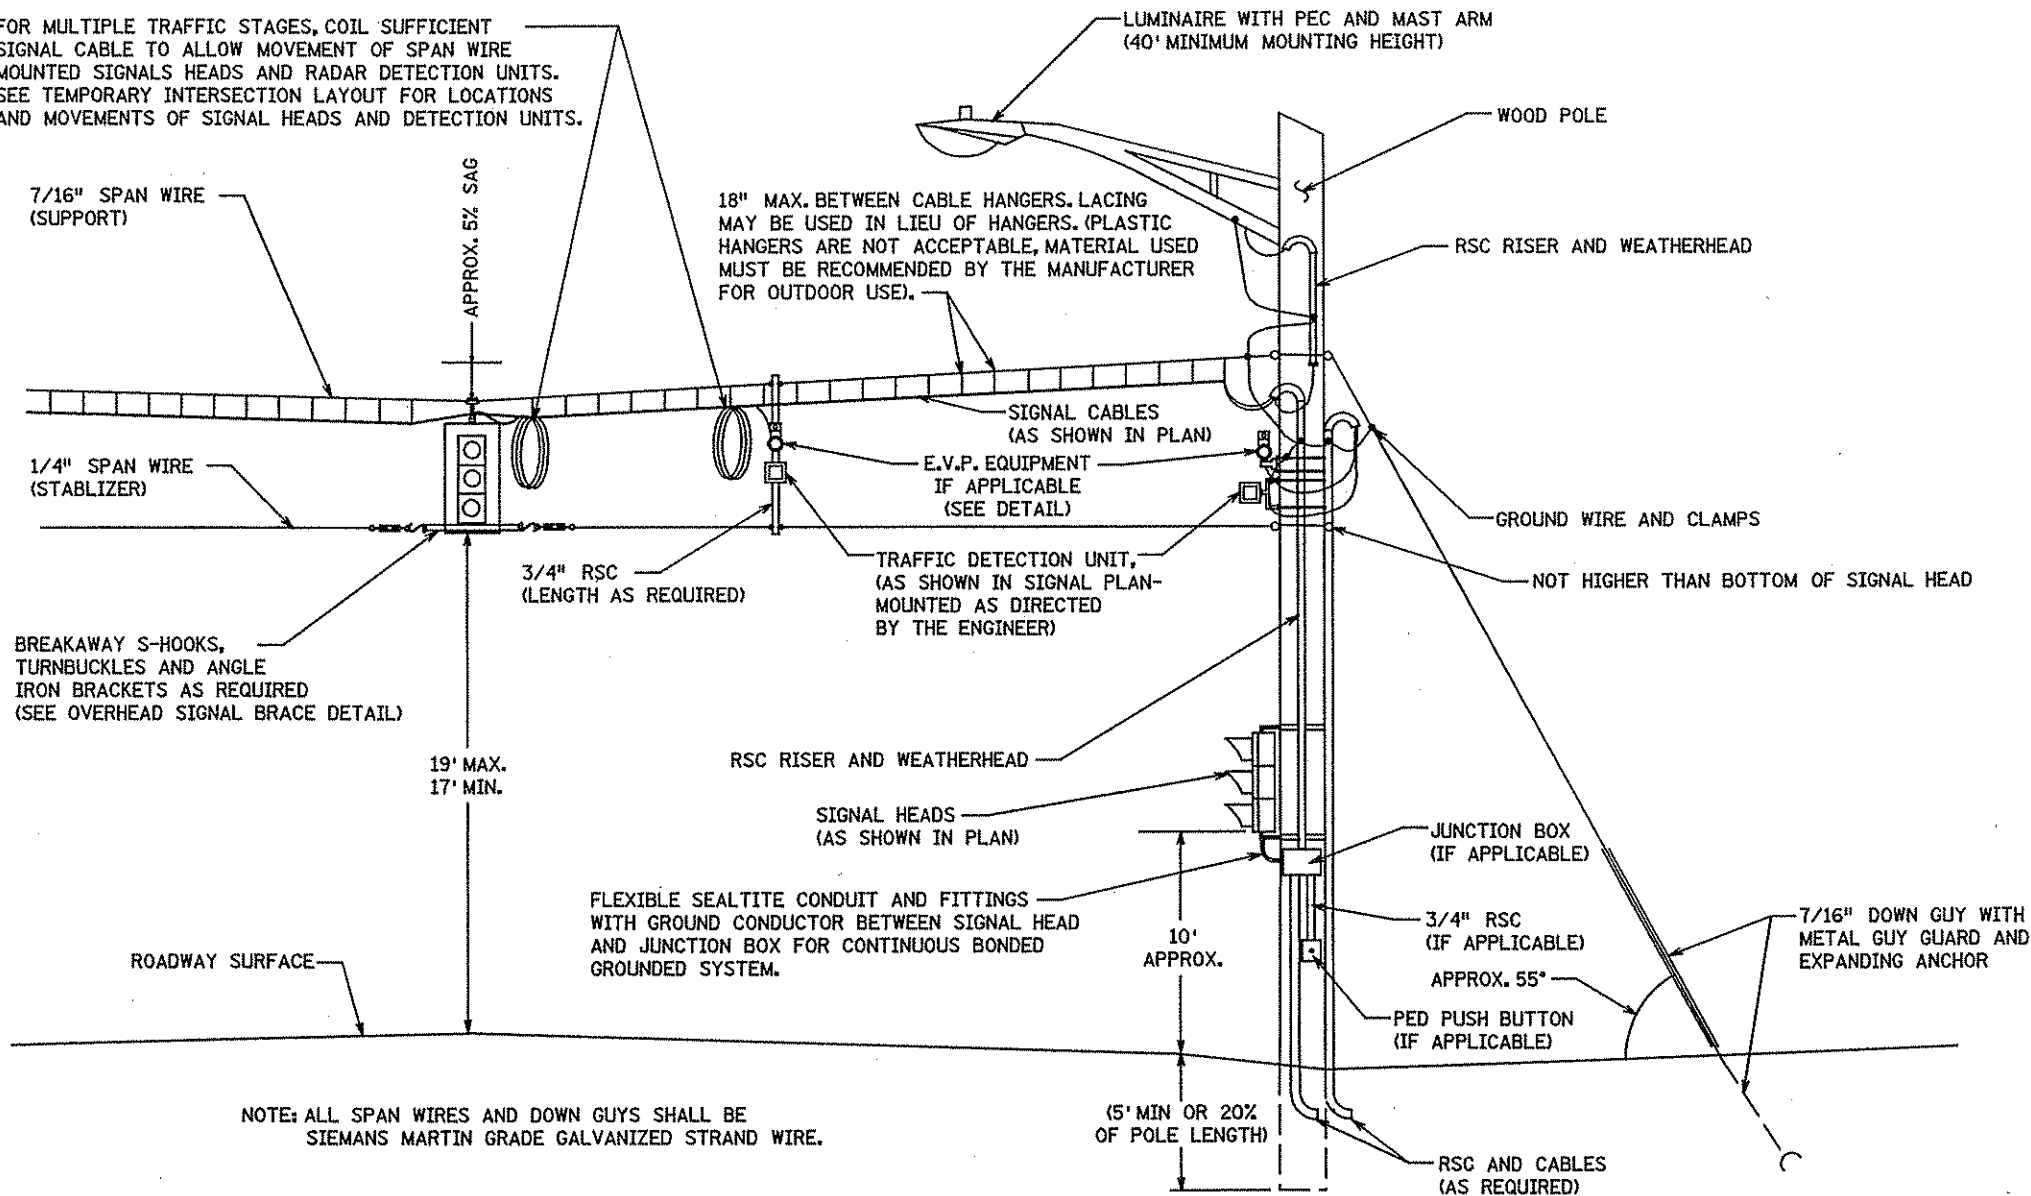 FOR MULTIPLE TRAFFIC STAGES, COIL SUFFICIENT
SIGNAL CABLE TO ALLOW MOVEMENT OF SPAN WIRE
MOUNTED SIGNALS HEADS AND RADAR DETECTION UNITS.
SEE TEMPORARY INTERSECTION LAYOUT FOR LOCATIONS
AND MOVEMENTS OF SIGNAL HEADS AND DETECTION UNITS.
LUMINAIRE WITH PEC AND MAST ARM
(40' MINIMUM MOUNTING HEIGHT)
WOOD POLE
7/16" SPAN WIRE
(SUPPORT)
APPROX. 5% SAG
18" MAX. BETWEEN CABLE HANGERS. LACING
MAY BE USED IN LIEU OF HANGERS. (PLASTIC
HANGERS ARE NOT ACCEPTABLE, MATERIAL USED
MUST BE RECOMMENDED BY THE MANUFACTURER
FOR OUTDOOR USE).
RSC RISER AND WEATHERHEAD
SIGNAL CABLES
(AS SHOWN IN PLAN)
1/4" SPAN WIRE
(STABLIZER)
E.V.P. EQUIPMENT
IF APPLICABLE
(SEE DETAIL)
GROUND WIRE AND CLAMPS
3/4" RSC
(LENGTH AS REQUIRED)
TRAFFIC DETECTION UNIT,
(AS SHOWN IN SIGNAL PLAN-
MOUNTED AS DIRECTED
BY THE ENGINEER)
NOT HIGHER THAN BOTTOM OF SIGNAL HEAD
BREAKAWAY S-HOOKS,
TURNBUCKLES AND ANGLE
IRON BRACKETS AS REQUIRED
(SEE OVERHEAD SIGNAL BRACE DETAIL)
19' MAX.
17' MIN.
RSC RISER AND WEATHERHEAD
SIGNAL HEADS
(AS SHOWN IN PLAN)
JUNCTION BOX
(IF APPLICABLE)
FLEXIBLE SEALTITE CONDUIT AND FITTINGS
WITH GROUND CONDUCTOR BETWEEN SIGNAL HEAD
AND JUNCTION BOX FOR CONTINUOUS BONDED
GROUNDED SYSTEM.
10'
APPROX.
3/4" RSC
(IF APPLICABLE)
7/16" DOWN GUY WITH
METAL GUY GUARD AND
EXPANDING ANCHOR
ROADWAY SURFACE
APPROX. 55°
PED PUSH BUTTON
(IF APPLICABLE)
NOTE: ALL SPAN WIRES AND DOWN GUYS SHALL BE
SIEMANS MARTIN GRADE GALVANIZED STRAND WIRE.
(5' MIN OR 20%
OF POLE LENGTH)
RSC AND CABLES
(AS REQUIRED)